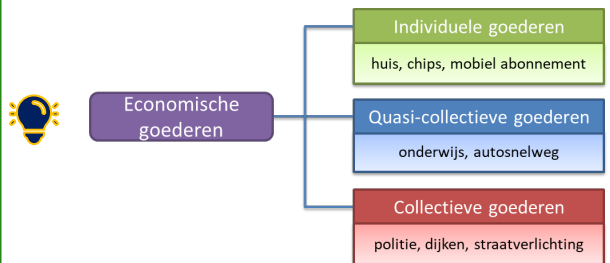 Economische
goederen
Individuele goederen
huis, chips, mobiel abonnement
Quasi-collectieve goederen
onderwijs, autosnelweg
Collectieve goederen
politie, dijken, straatverlichting